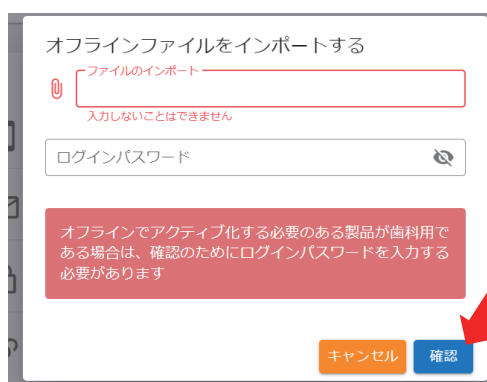 オフラインファイルをインポートする
ファイルのインポート
入力しないことはできません
ログインパスワード
オフラインでアクティブ化する必要のある製品が歯科用で
ある場合は、確認のためにログインパスワードを入力する
必要があります
キャンセル
確認